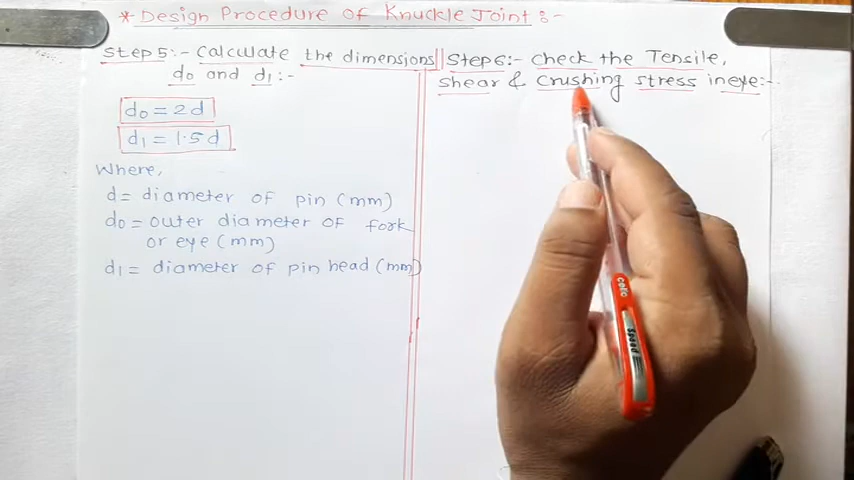 * Design Procedure of Knuckle Joint :-
Step 5:- Calculate the dimensions
do and d1 :-
do = 2d
d1 = 1.5d
Where,
d = diameter of pin (mm)
do = outer diameter of fork
or eye (mm)
d1 = diameter of pin head (mm)
Step 6:- Check the Tensile,
shear & Crushing stress in eye:-
cello
Speed